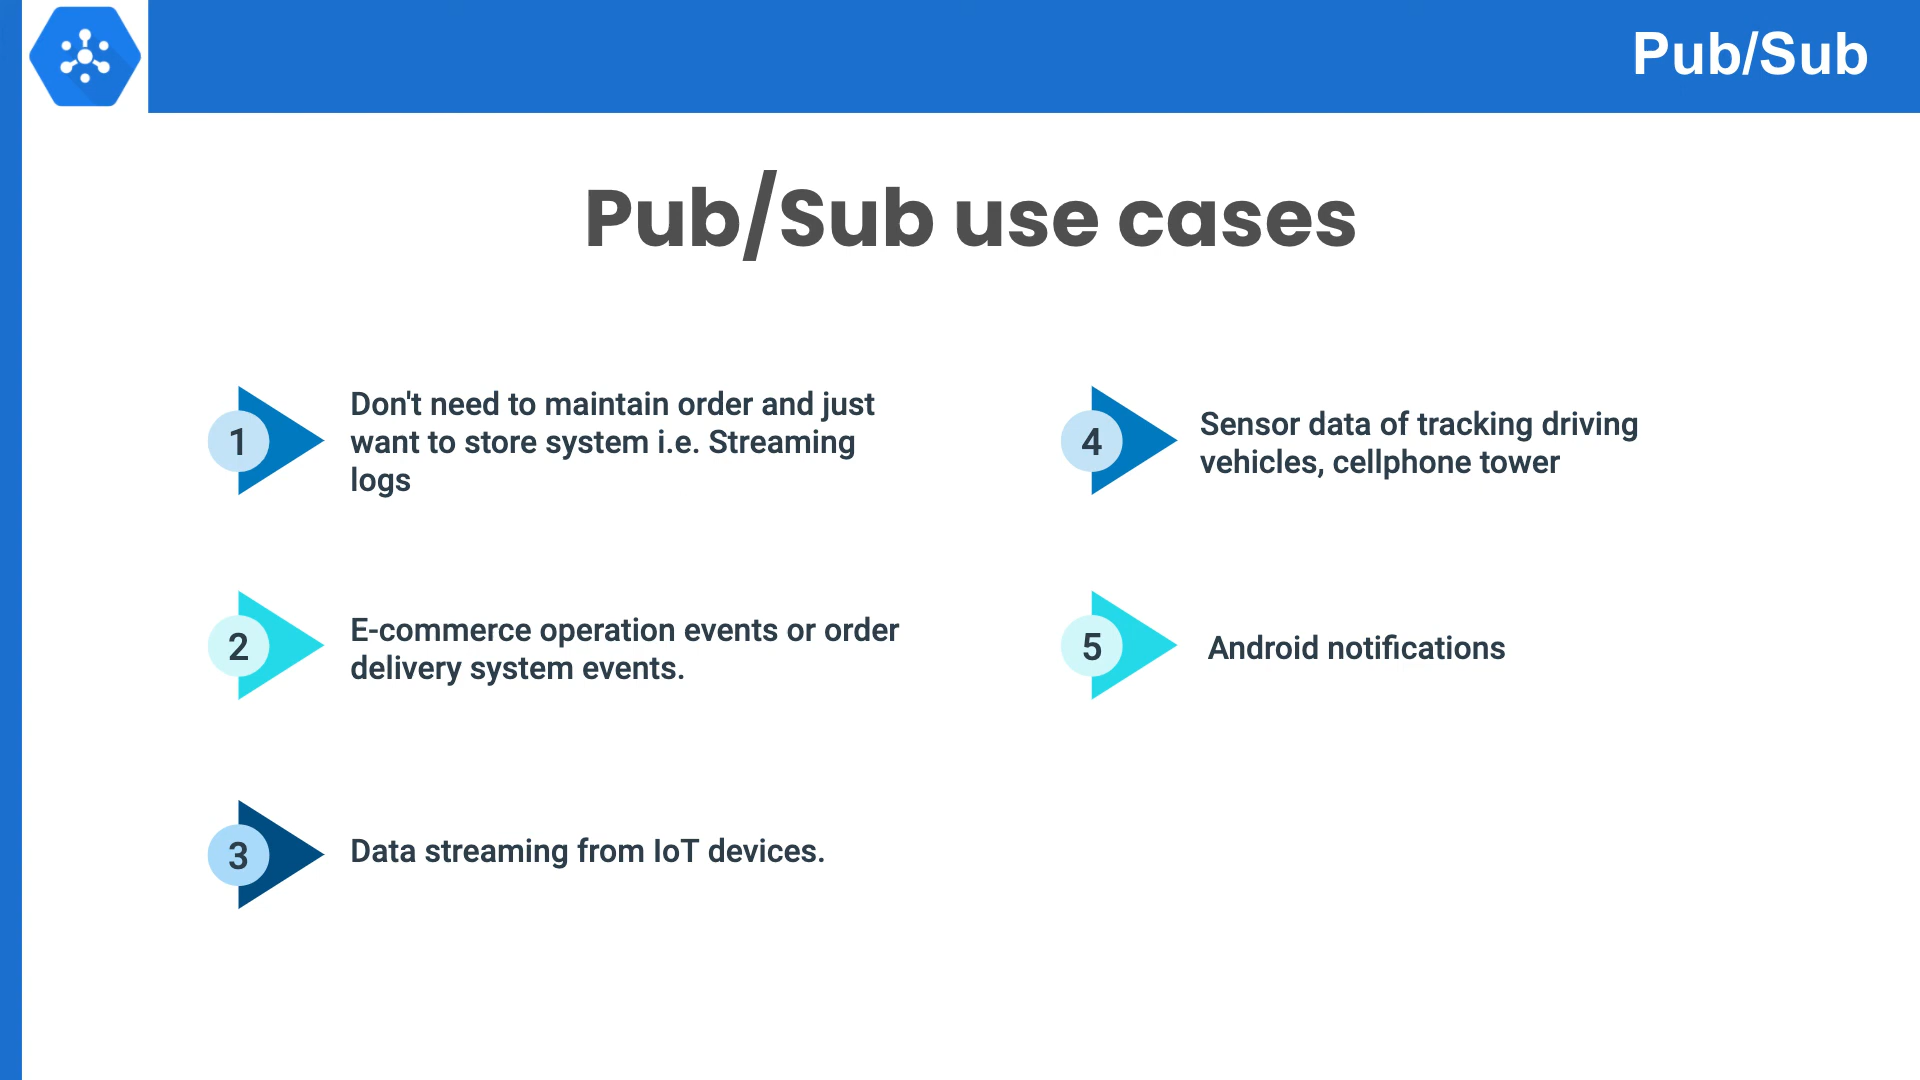 Pub/Sub
Pub/Sub use cases
1
Don't need to maintain order and just
want to store system i.e. Streaming
logs
2
E-commerce operation events or order
delivery system events.
3
Data streaming from IoT devices.
4
Sensor data of tracking driving
vehicles, cellphone tower
5
Android notifications